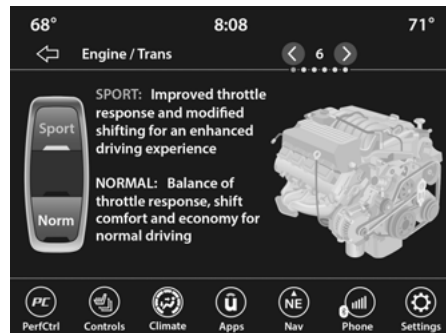 68°
8:08
71°
Engine / Trans
6
Sport
Norm
SPORT: Improved throttle
response and modified
shifting for an enhanced
driving experience
NORMAL: Balance of
throttle response, shift
comfort and economy for
normal driving
PC
û
NE
PerfCtrl
Controls
Climate
Apps
Nav
Phone
Settings